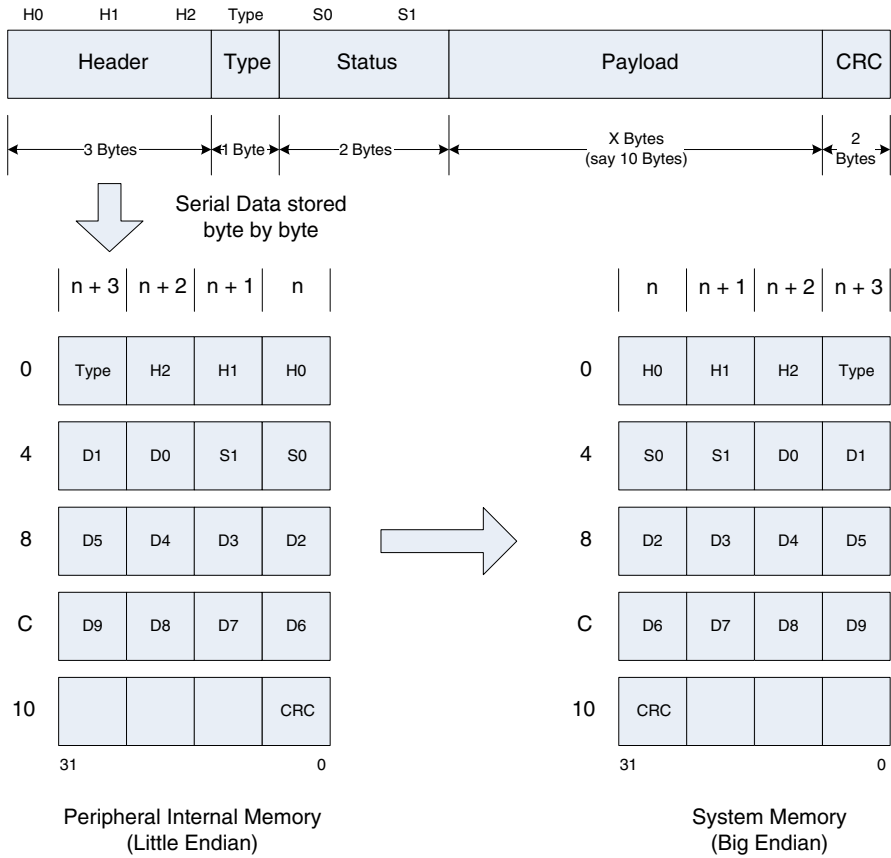 H0 H1 H2 Type S0 S1
Header Type Status Payload CRC
3 Bytes 1 Byte 2 Bytes X Bytes 2
(say 10 Bytes) Bytes
Serial Data stored
byte by byte
n + 3 n + 2 n + 1 n n n + 1 n + 2 n + 3
0 Type H2 H1 H0 0 H0 H1 H2 Type
4 D1 D0 S1 S0 4 S0 S1 D0 D1
8 D5 D4 D3 D2 8 D2 D3 D4 D5
C D9 D8 D7 D6 C D6 D7 D8 D9
10 CRC 10 CRC
31 0 31 0
Peripheral Internal Memory System Memory
(Little Endian) (Big Endian)